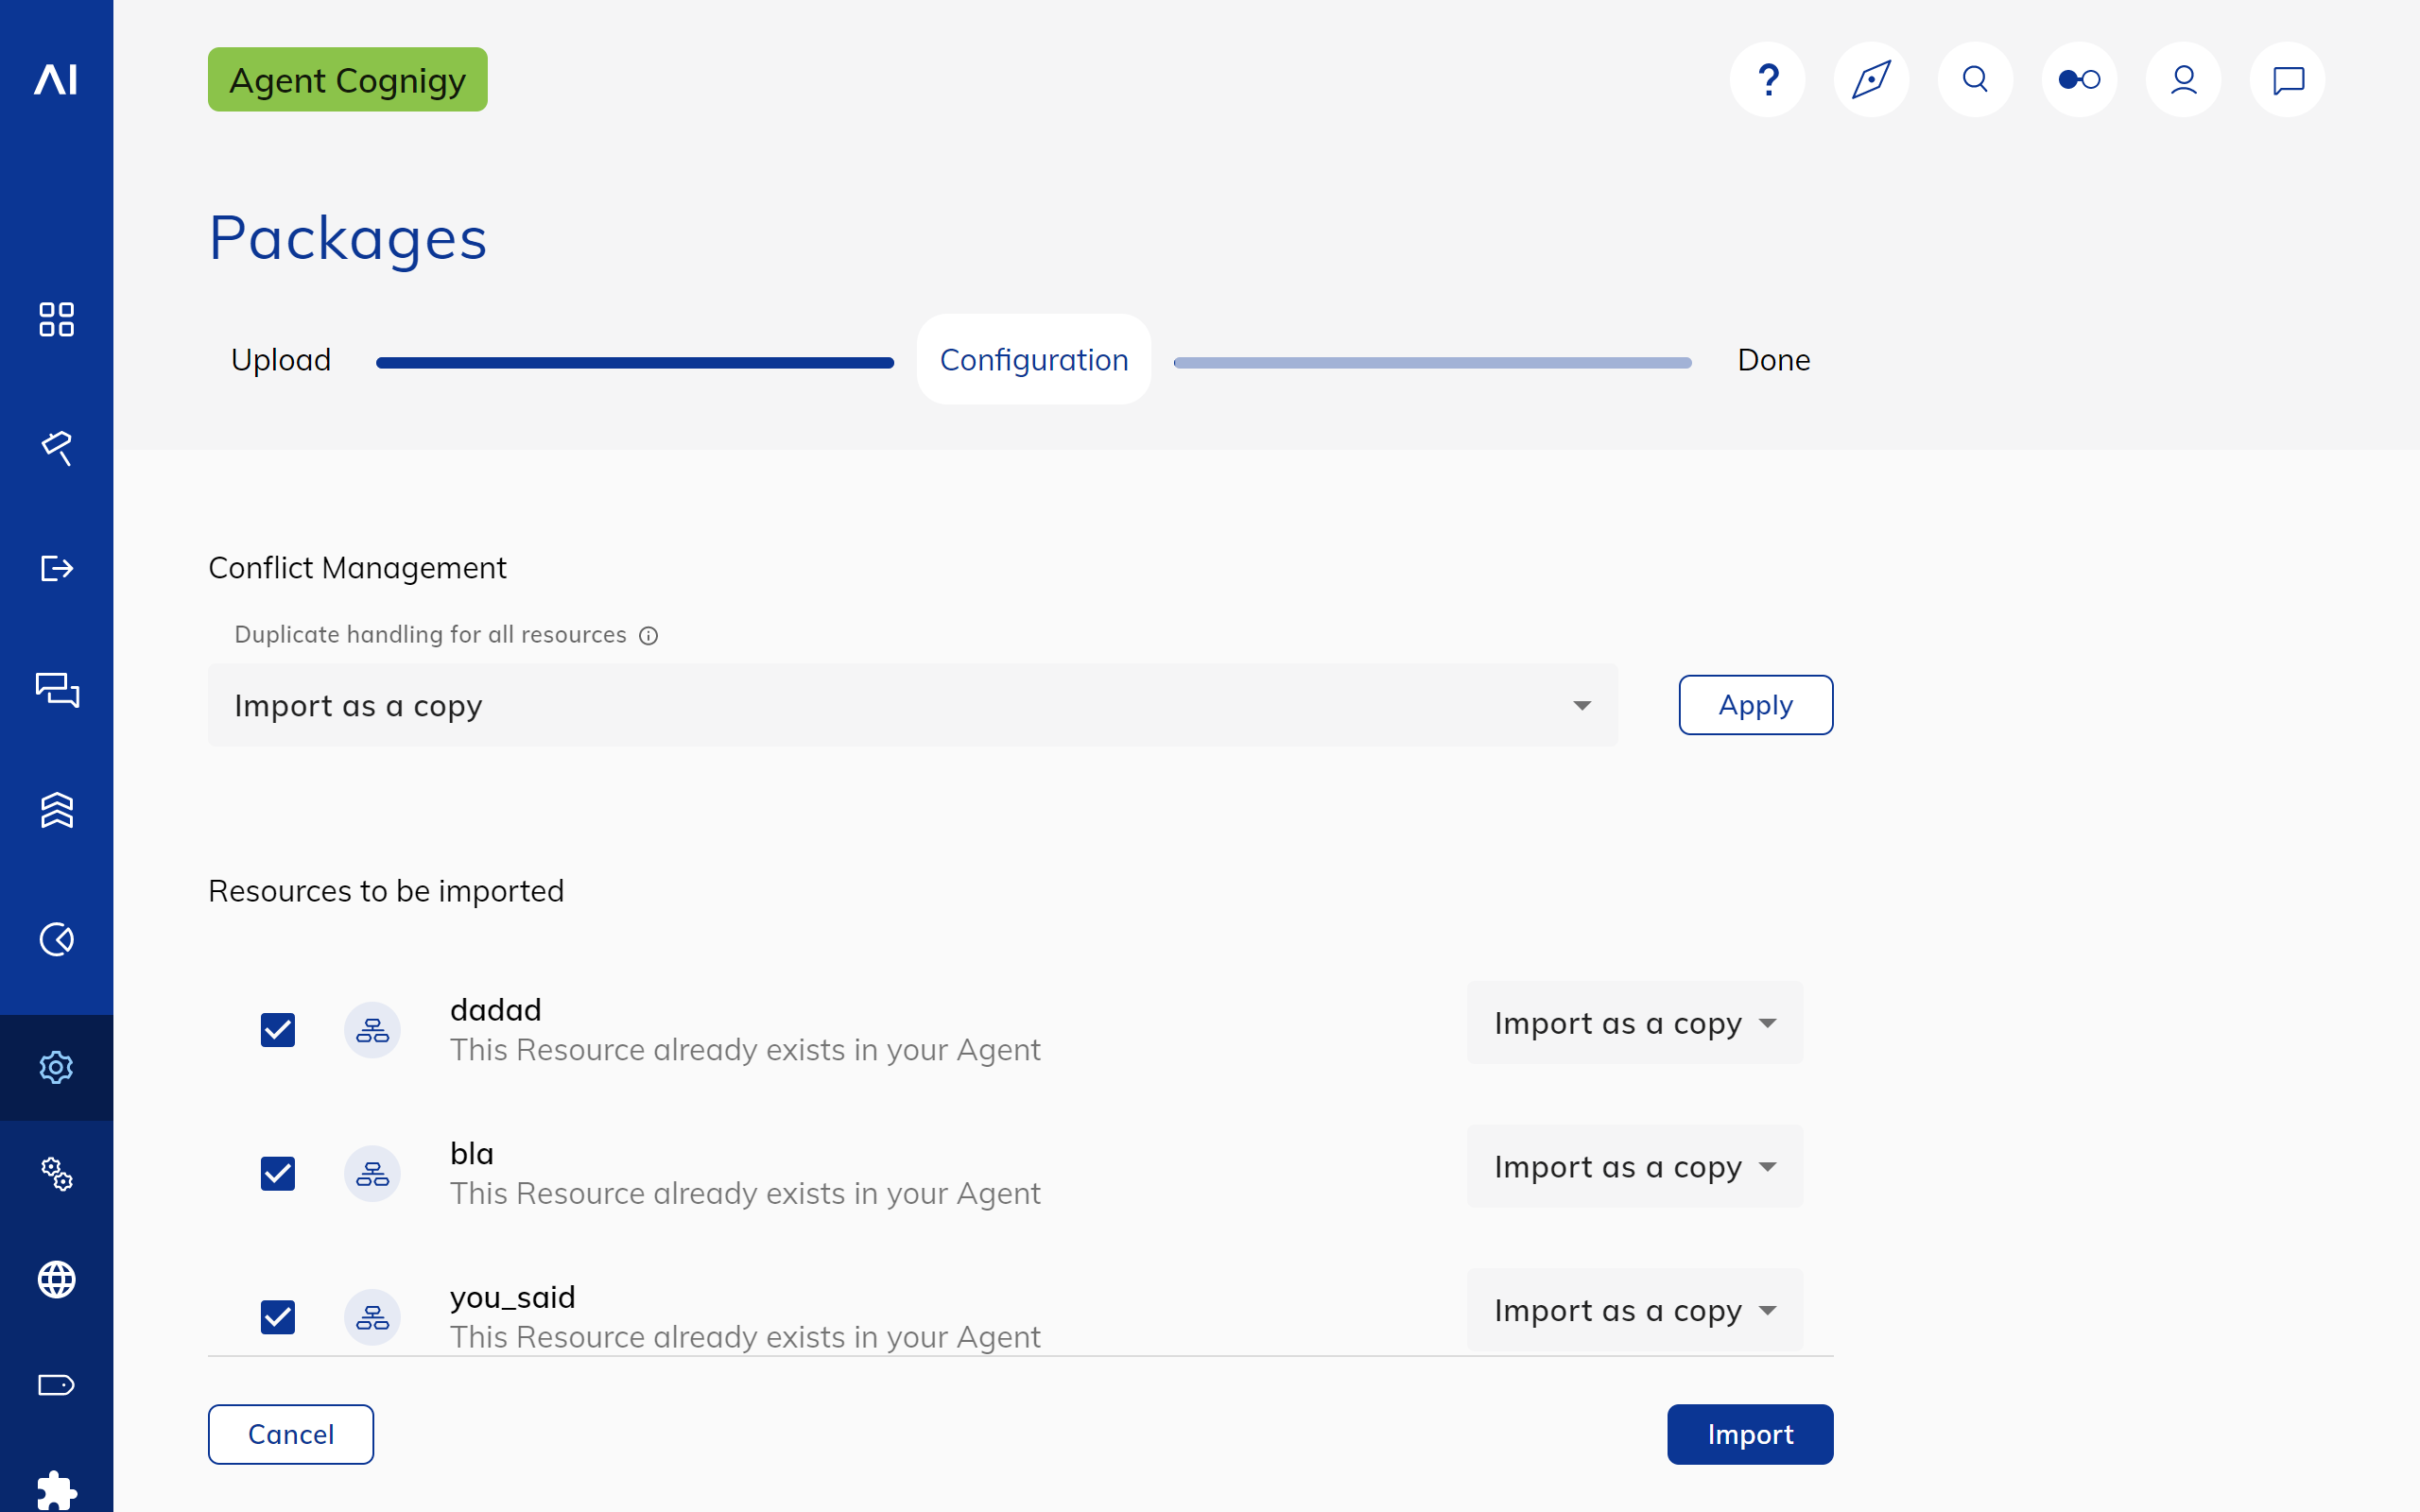 AI
Agent Cognigy
?
Packages
Upload
Configuration
Done
Conflict Management
Duplicate handling for all resources
Import as a copy
Apply
Resources to be imported
dadad
This Resource already exists in your Agent
Import as a copy
bla
This Resource already exists in your Agent
Import as a copy
you_said
This Resource already exists in your Agent
Import as a copy
Cancel
Import